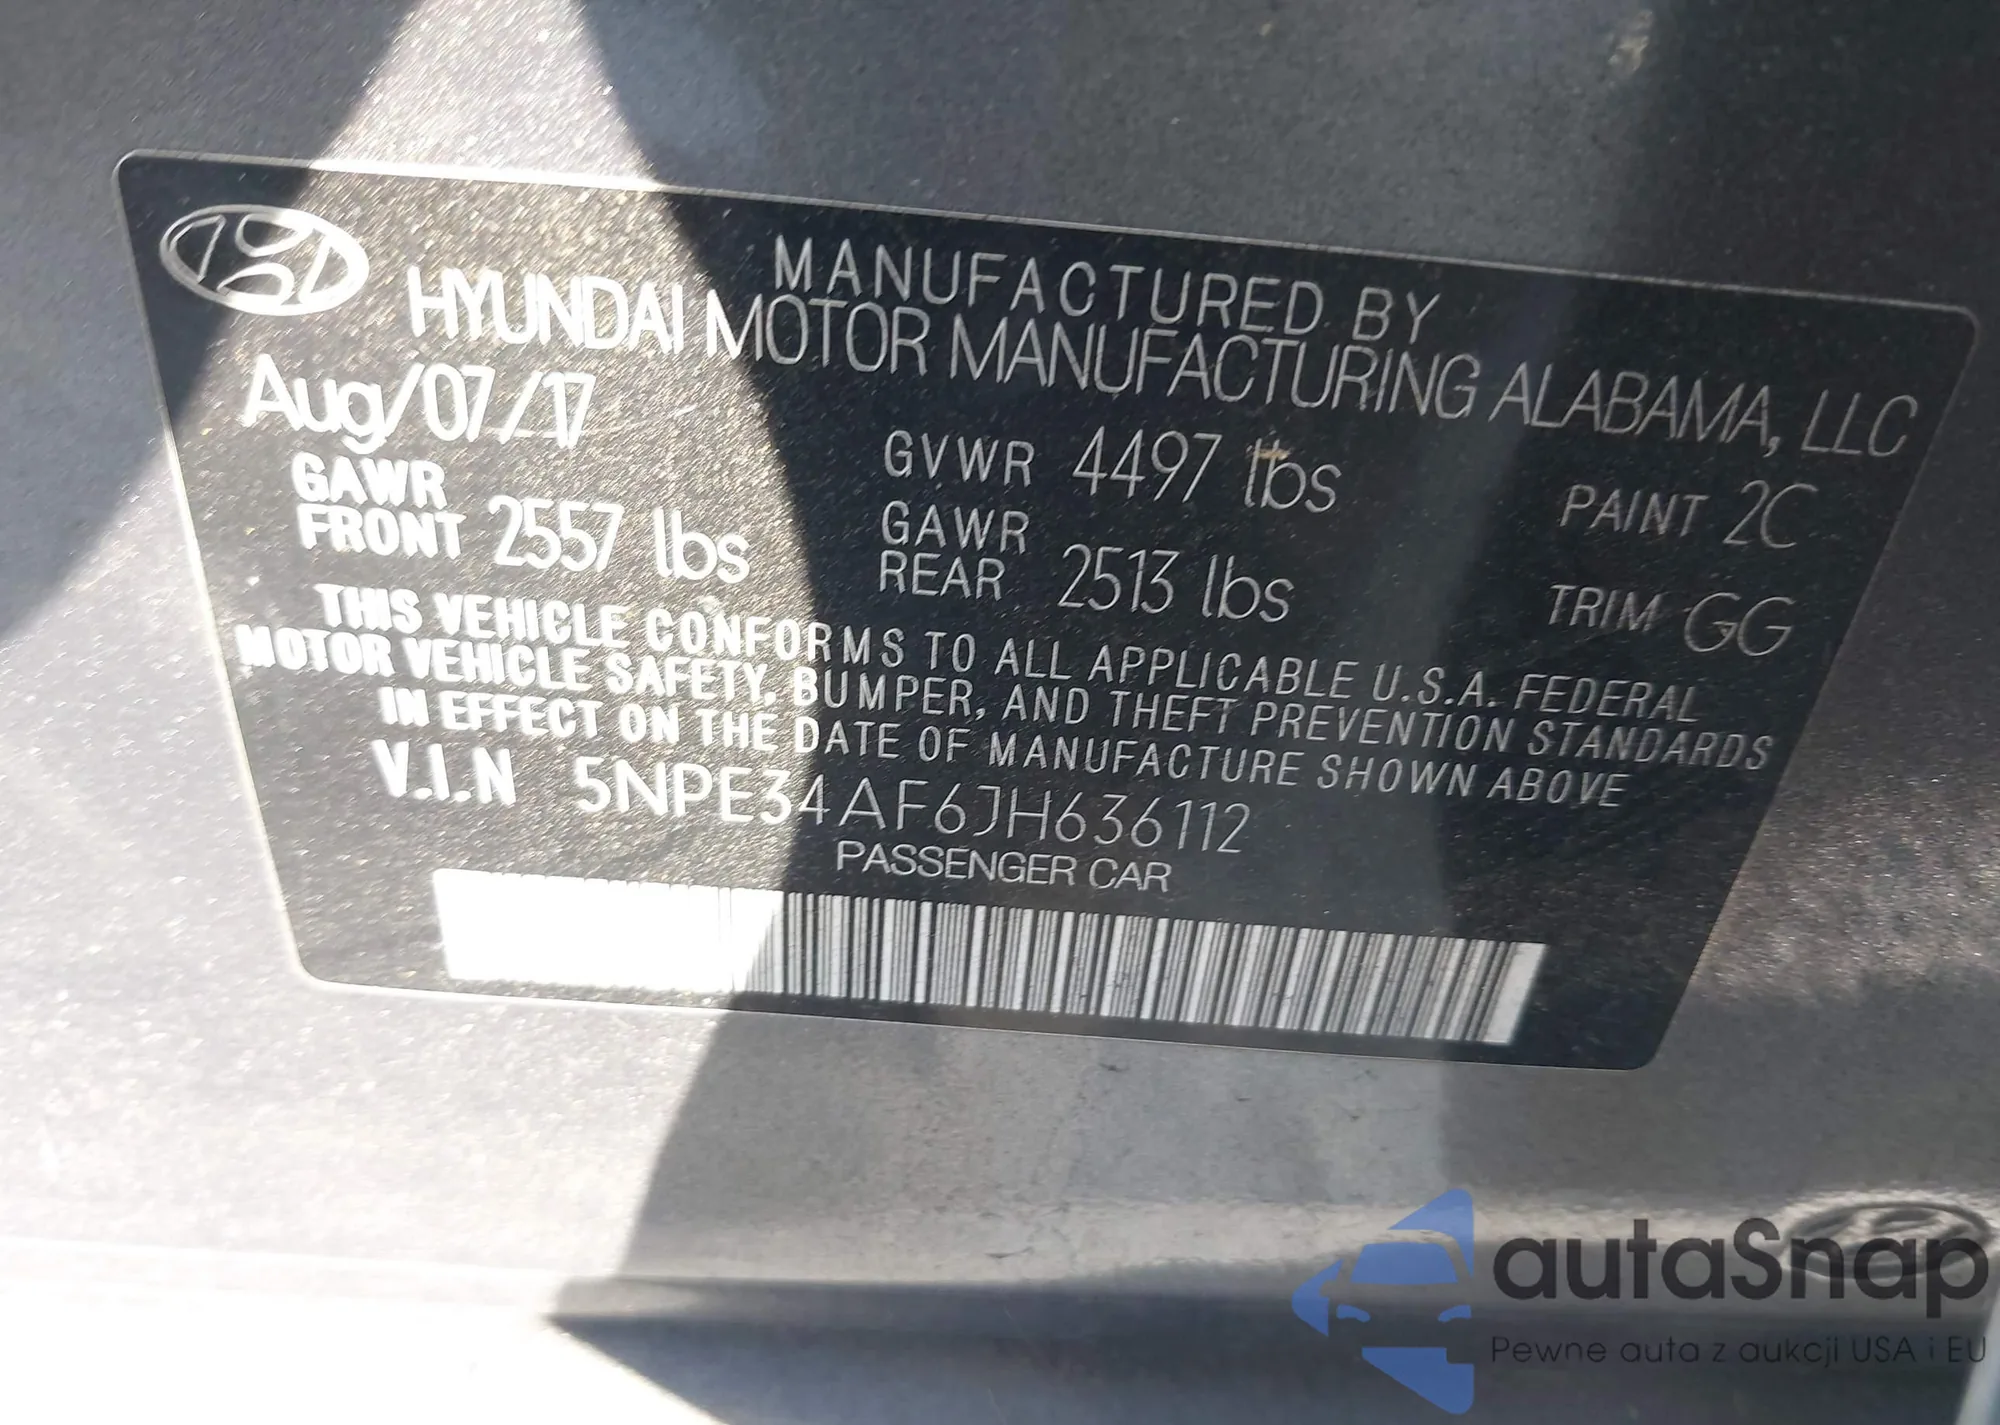 MANUFACTURED BY
HYUNDAI MOTOR MANUFACTURING ALABAMA, LLC
Aug/07/17
GVWR 4497 lbs
PAINT 2C
GAWR
FRONT 2557 lbs
GAWR
REAR 2513 lbs
TRIM GG
THIS VEHICLE CONFORMS TO ALL APPLICABLE U.S.A. FEDERAL
MOTOR VEHICLE SAFETY, BUMPER, AND THEFT PREVENTION STANDARDS
IN EFFECT ON THE DATE OF MANUFACTURE SHOWN ABOVE
V.I.N 5NPE34AF6JH636112
PASSENGER CAR
autaSnap
Pewne auta z aukcji USA i EU